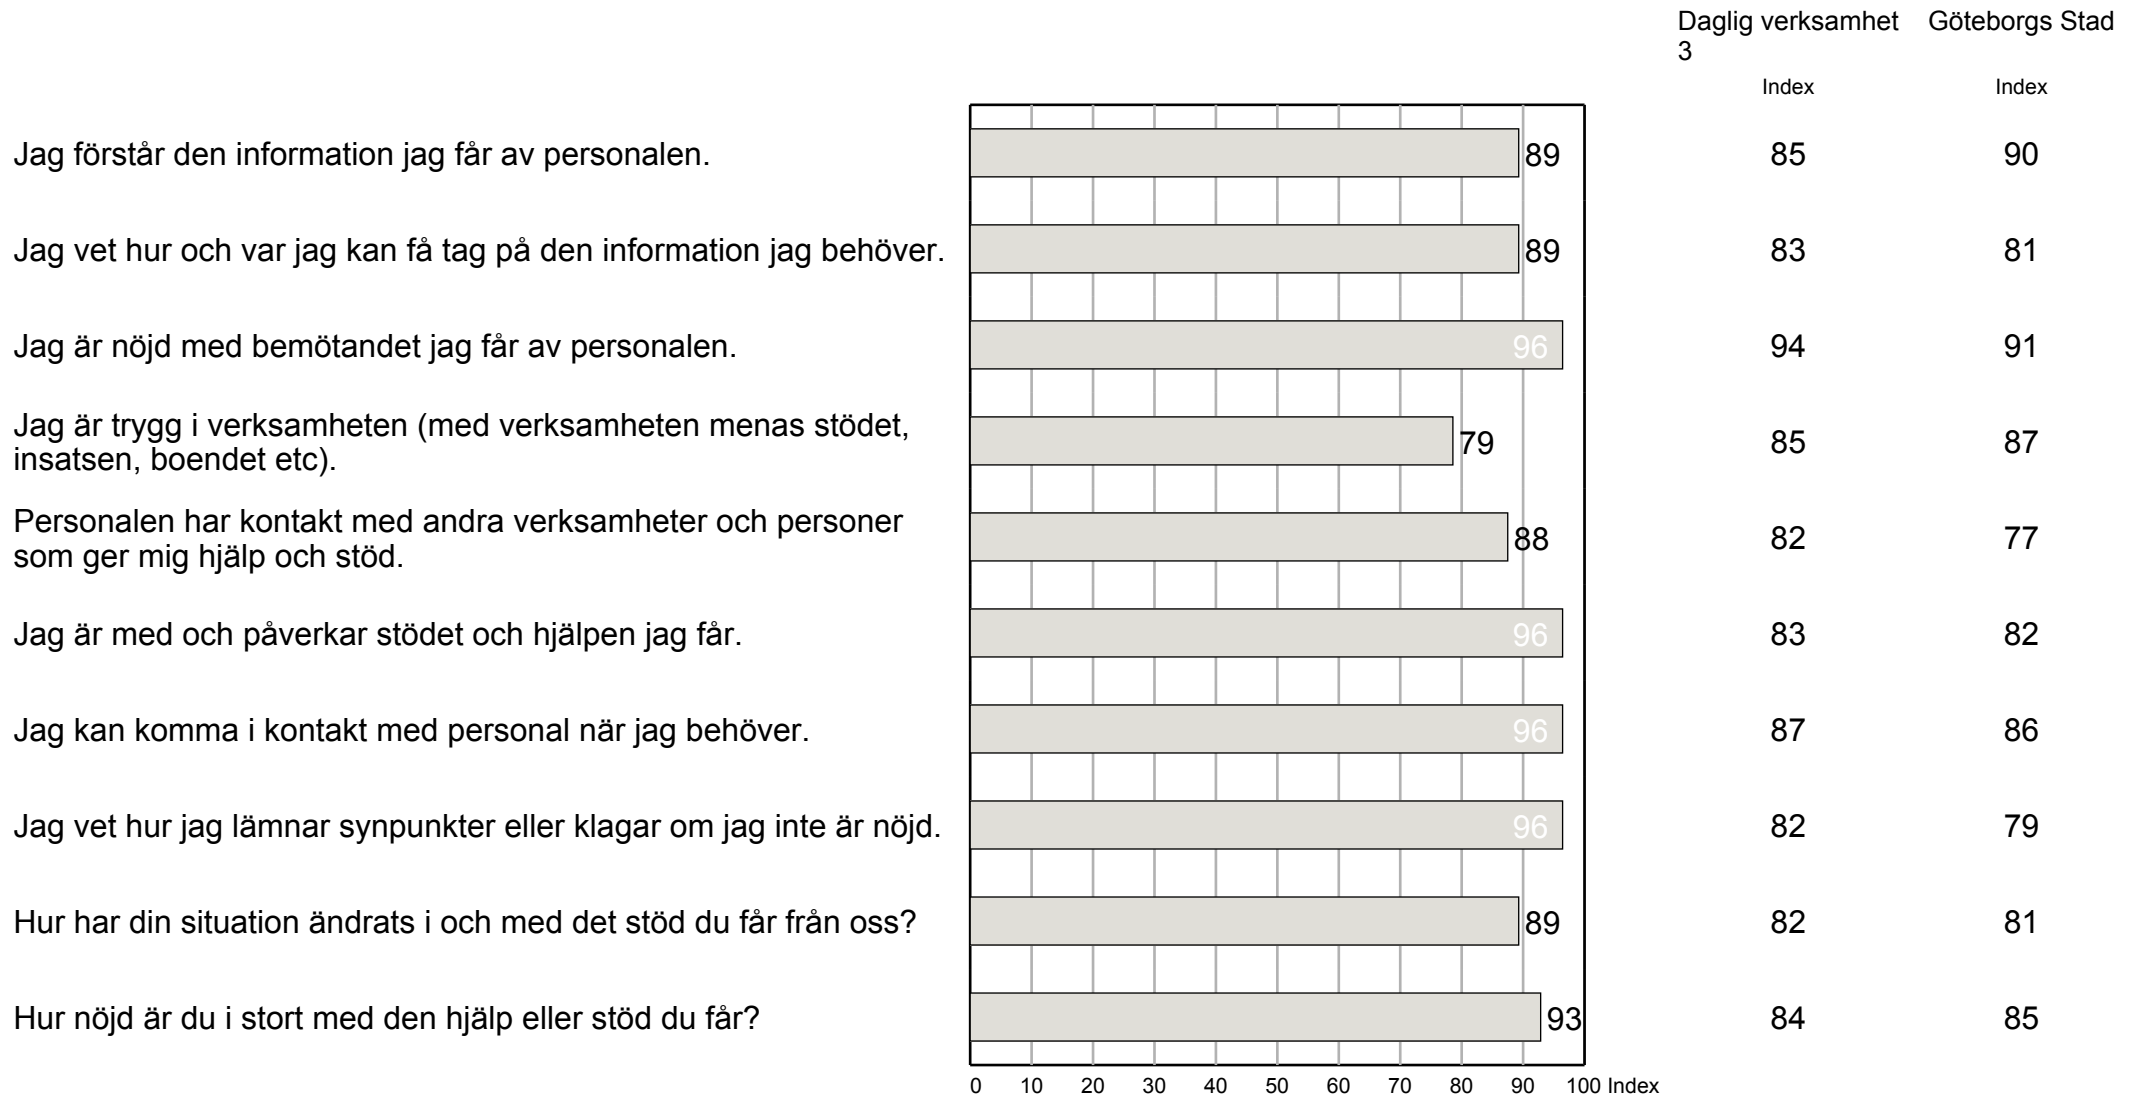 Daglig verksamhet Göteborgs Stad
3
Index Index
Jag förstår den information jag får av personalen. 89 85 90
Jag vet hur och var jag kan få tag på den information jag behöver. 89 83 81
Jag är nöjd med bemötandet jag får av personalen. 96 94 91
Jag är trygg i verksamheten (med verksamheten menas stödet,
insatsen, boendet etc). 79 85 87
Personalen har kontakt med andra verksamheter och personer
som ger mig hjälp och stöd. 88 82 77
Jag är med och påverkar stödet och hjälpen jag får. 96 83 82
Jag kan komma i kontakt med personal när jag behöver. 96 87 86
Jag vet hur jag lämnar synpunkter eller klagar om jag inte är nöjd. 96 82 79
Hur har din situation ändrats i och med det stöd du får från oss? 89 82 81
Hur nöjd är du i stort med den hjälp eller stöd du får? 93 84 85
0 10 20 30 40 50 60 70 80 90 100 Index